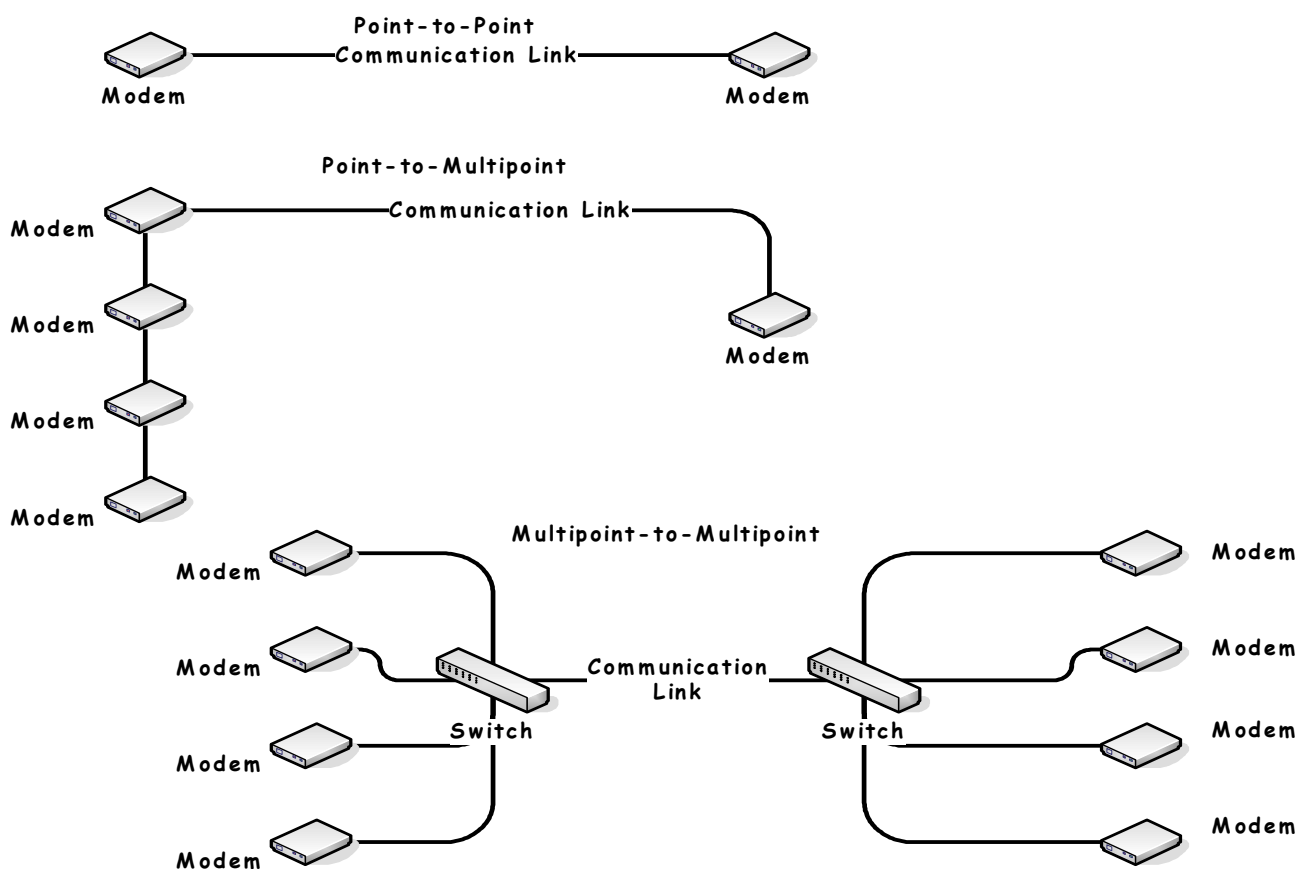 Point-to-Point
Communication Link
Modem
Modem
Point-to-Multipoint
Communication Link
Modem
Modem
Modem
Modem
Modem
Multipoint-to-Multipoint
Modem
Modem
Modem
Modem
Communication
Link
Switch
Switch
Modem
Modem
Modem
Modem